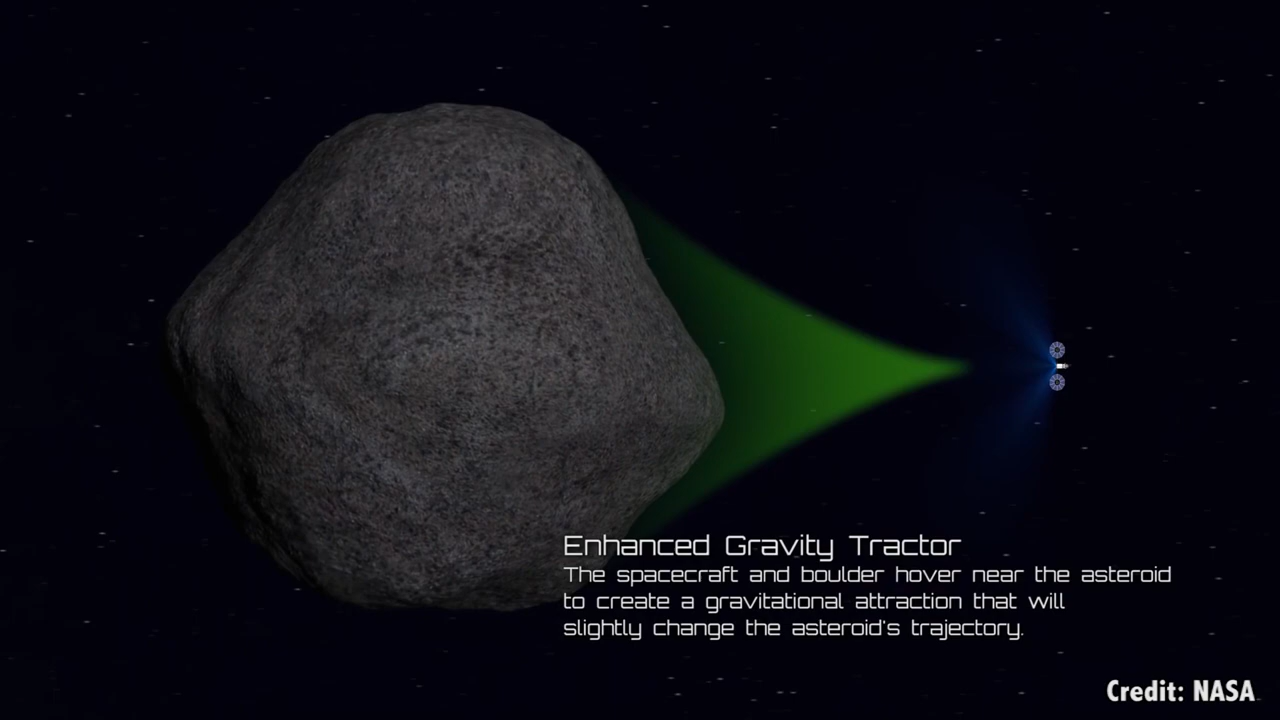 Enhanced Gravity Tractor
The spacecraft and boulder hover near the asteroid
to create a gravitational attraction that will
slightly change the asteroid's trajectory.
Credit: NASA